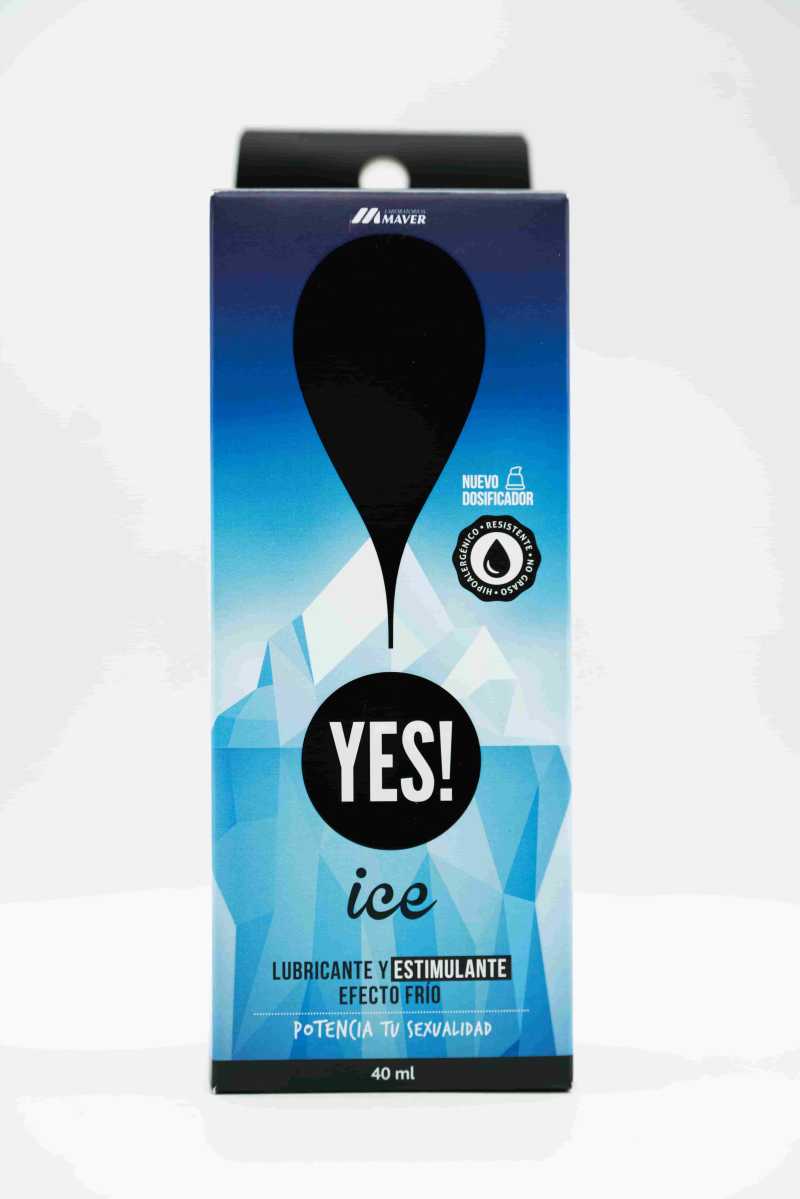 LABORATORIOS
MAVER
NUEVO
DOSIFICADOR
HIPOALERGÉNICO • RESISTENTE • NO GRASO •
YES!
ice
LUBRICANTE Y ESTIMULANTE
EFECTO FRÍO
POTENCIA TU SEXUALIDAD
40 ml